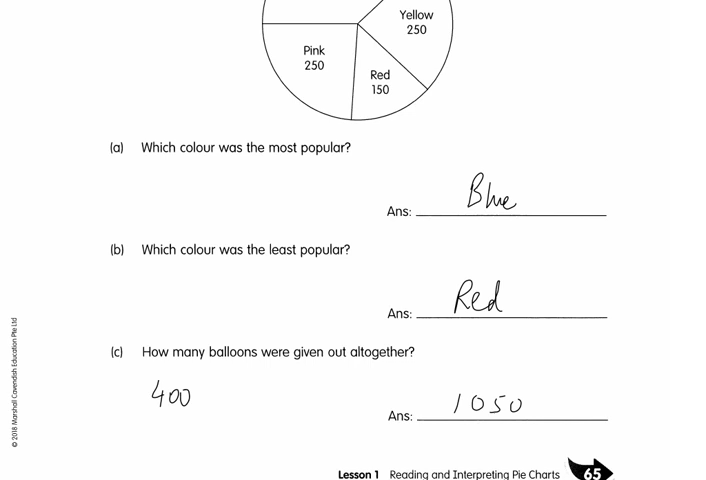 Yellow
250
Pink
250
Red
150
(a) Which colour was the most popular?
Ans: Blue
(b) Which colour was the least popular?
Ans: Red
(c) How many balloons were given out altogether?
400
Ans: 1050
© 2018 Marshall Cavendish Education Pte Ltd
Lesson 1 Reading and Interpreting Pie Charts 65